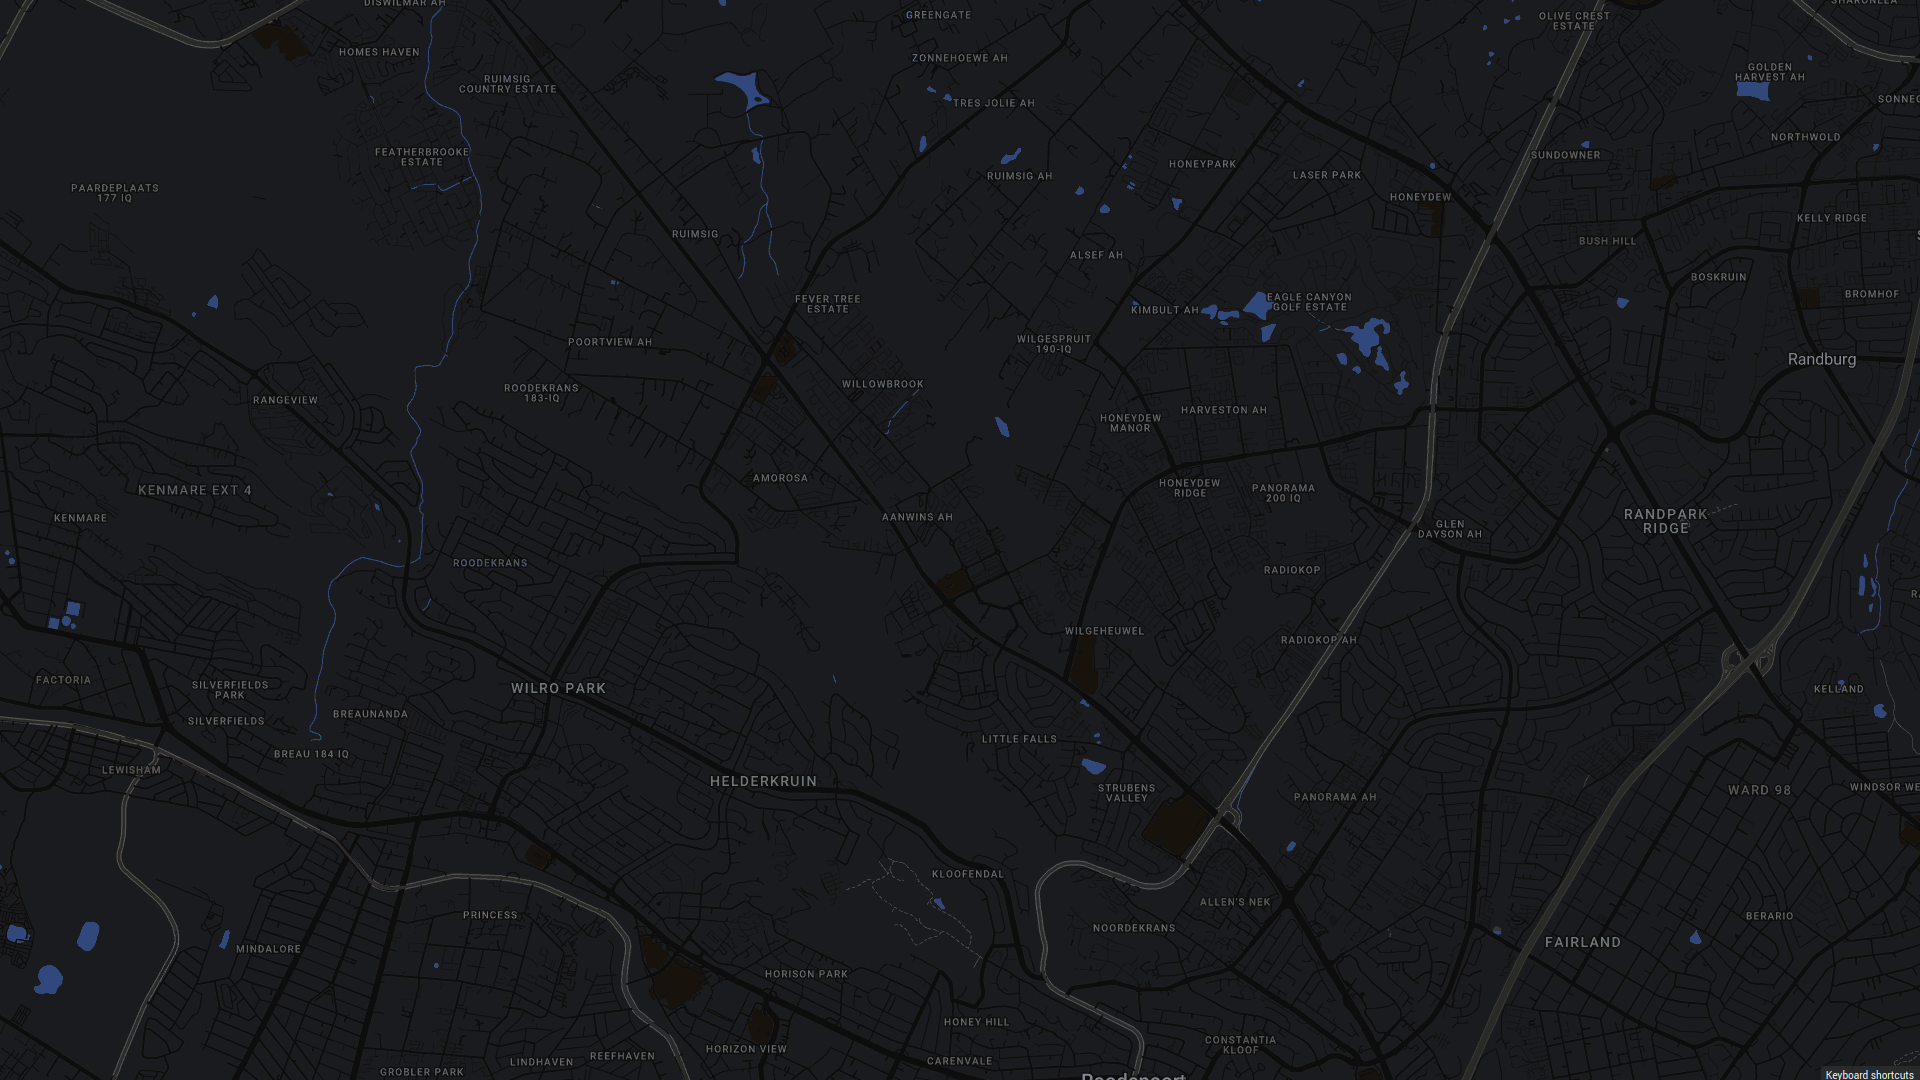 DISWILMAR AH
SHARONLEA
GREENGATE
OLIVE CREST
ESTATE
HOMES HAVEN
ZONNEHOEWE AH
GOLDEN
HARVEST AH
RUIMSIG
COUNTRY ESTATE
TRES JOLIE AH
NORTHWOLD
FEATHERBROOKE
ESTATE
SUNDOWNER
HONEYPARK
RUIMSIG AH
LASER PARK
PAARDEPLAATS
177 IQ
HONEYDEW
KELLY RIDGE
RUIMSIG
BUSH HILL
ALSEF AH
BOSKRUIN
FEVER TREE
ESTATE
EAGLE CANYON
GOLF ESTATE
BROMHOF
KIMBULT AH
POORTVIEW AH
WILGESPRUIT
190-IQ
Randburg
WILLOWBROOK
ROODEKRANS
183-IQ
RANGEVIEW
HARVESTON AH
HONEYDEW
MANOR
AMOROSA
KENMARE EXT 4
HONEYDEW
RIDGE
PANORAMA
200 IQ
KENMARE
AANWINS AH
RANDPARK
RIDGE
GLEN
DAYSON AH
ROODEKRANS
RADIOKOP
WILGEHEUWEL
RADIOKOP AH
FACTORIA
SILVERFIELDS
PARK
WILRO PARK
KELLAND
BREAUNANDA
SILVERFIELDS
LITTLE FALLS
BREAU 184 IQ
LEWISHAM
HELDERKRUIN
STRUBENS
VALLEY
PANORAMA AH
WARD 98
WINDSOR WE
KLOOFENDAL
ALLEN'S NEK
PRINCESS
BERARIO
NOORDEKRANS
FAIRLAND
MINDALORE
HORISON PARK
HONEY HILL
CONSTANTIA
KLOOF
HORIZON VIEW
REEFHAVEN
LINDHAVEN
CARENVALE
GROBLER PARK
Roodepoort
Keyboard shortcuts